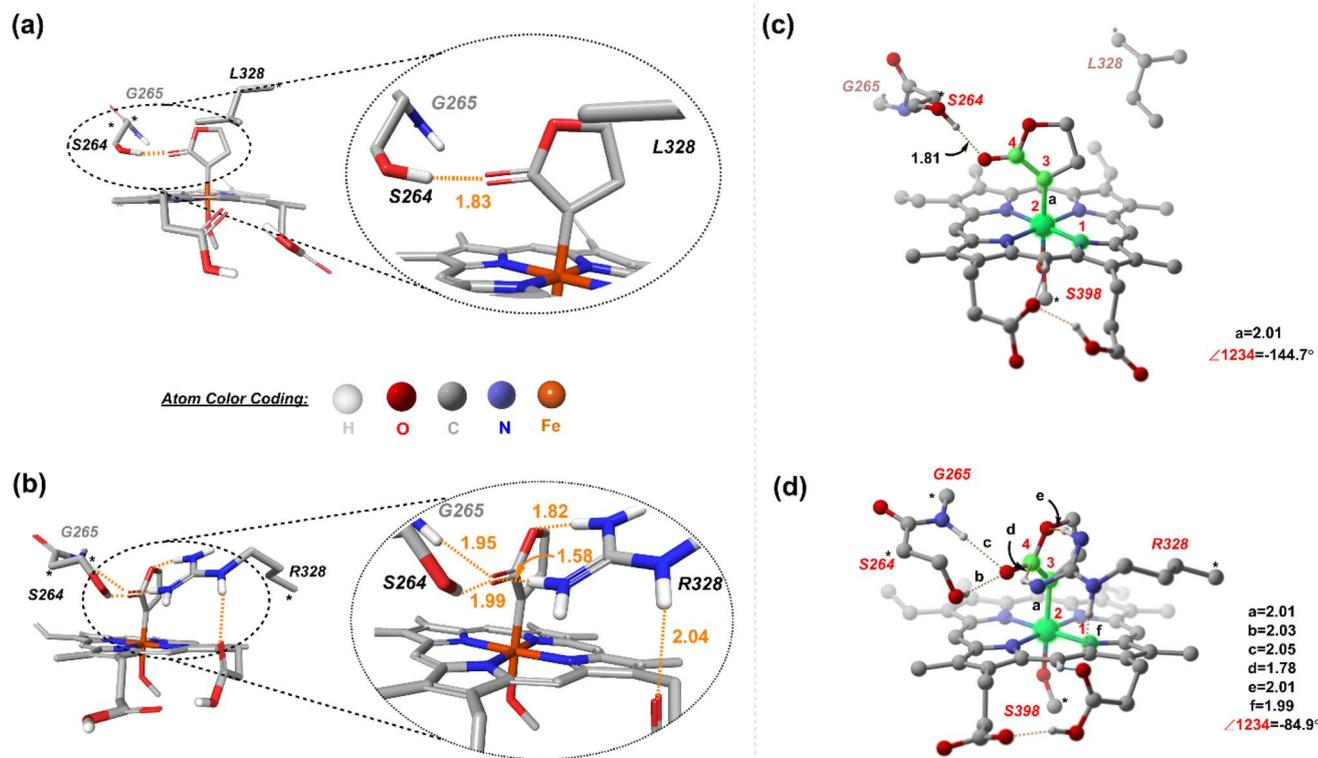 (a)
L328
G265
S264
G265
L328
S264
1.83
Atom Color Coding:
H O C N Fe
(b)
G265
S264
R328
G265
1.82
1.95
1.58
S264
R328
1.99
2.04
(c)
L328
G265
S264
1.81
4
3
a
2
1
S398
*
a=2.01
∠1234=-144.7°
(d)
G265
e
d
c
4
R328
S264
3
b
a
2
1
f
S398
a=2.01
b=2.03
c=2.05
d=1.78
e=2.01
f=1.99
∠1234=-84.9°